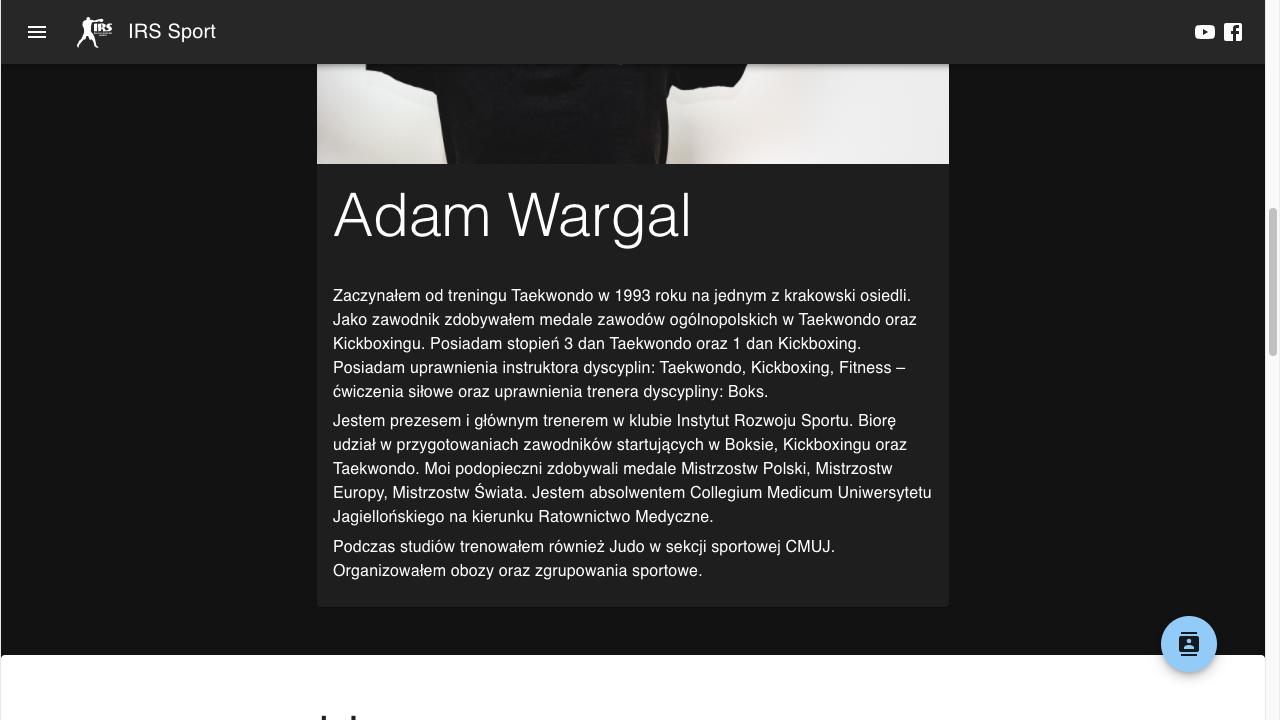 IRS Sport
Adam Wargal
Zaczynałem od treningu Taekwondo w 1993 roku na jednym z krakowski osiedli.
Jako zawodnik zdobywałem medale zawodów ogólnopolskich w Taekwondo oraz
Kickboxingu. Posiadam stopień 3 dan Taekwondo oraz 1 dan Kickboxing.
Posiadam uprawnienia instruktora dyscyplin: Taekwondo, Kickboxing, Fitness –
ćwiczenia siłowe oraz uprawnienia trenera dyscypliny: Boks.
Jestem prezesem i głównym trenerem w klubie Instytut Rozwoju Sportu. Biorę
udział w przygotowaniach zawodników startujących w Boksie, Kickboxingu oraz
Taekwondo. Moi podopieczni zdobywali medale Mistrzostw Polski, Mistrzostw
Europy, Mistrzostw Świata. Jestem absolwentem Collegium Medicum Uniwersytetu
Jagiellońskiego na kierunku Ratownictwo Medyczne.
Podczas studiów trenowałem również Judo w sekcji sportowej CMUJ.
Organizowałem obozy oraz zgrupowania sportowe.